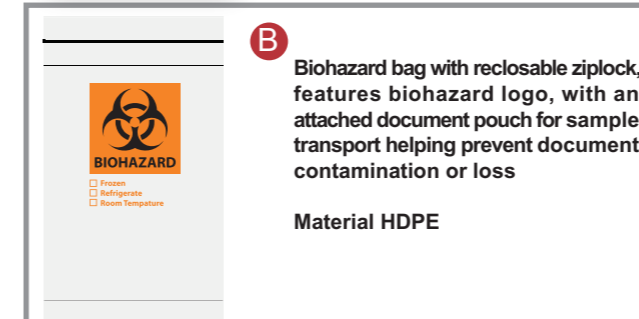 B
Biohazard bag with reclosable ziplock,
features biohazard logo, with an
attached document pouch for sample
transport helping prevent document
contamination or loss
Material HDPE
BIOHAZARD
Frozen
Refrigerate
Room Tempature